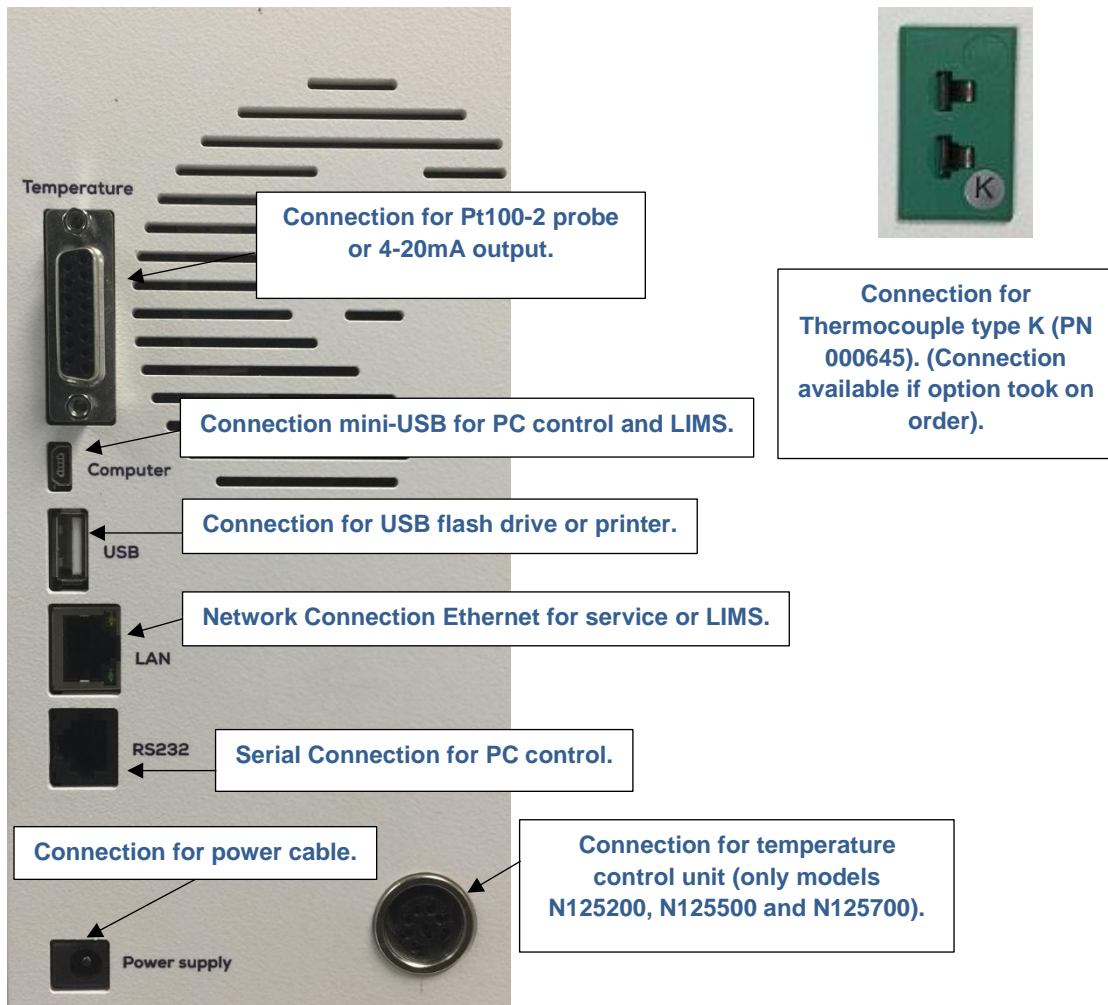 Temperature
Connection for Pt100-2 probe
or 4-20mA output.
K
Connection for
Thermocouple type K (PN
000645). (Connection
available if option took on
order).
Connection mini-USB for PC control and LIMS.
Computer
Connection for USB flash drive or printer.
USB
Network Connection Ethernet for service or LIMS.
LAN
RS232
Serial Connection for PC control.
Connection for power cable.
Connection for temperature
control unit (only models
N125200, N125500 and N125700).
Power supply